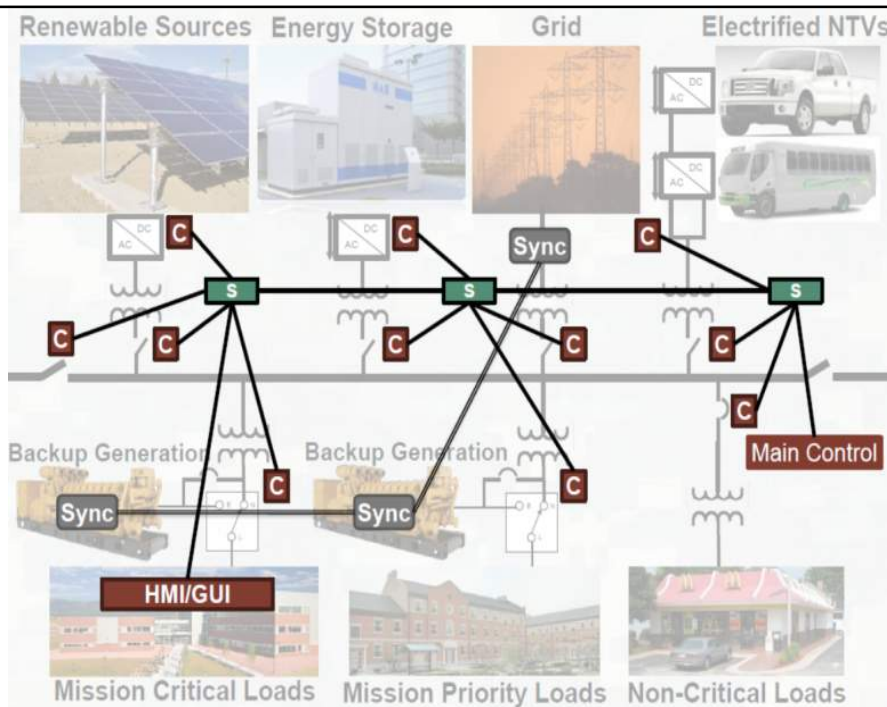 Renewable Sources Energy Storage Grid Electrified NTVs
DC
AC
DC
AC
DC
AC
DC
AC
C
C
C
Sync
S
S
S
C
C
C
C
C
C
Backup Generation
Backup Generation
C
C
Main Control
Sync
Sync
HMI/GUI
Mission Critical Loads Mission Priority Loads Non-Critical Loads